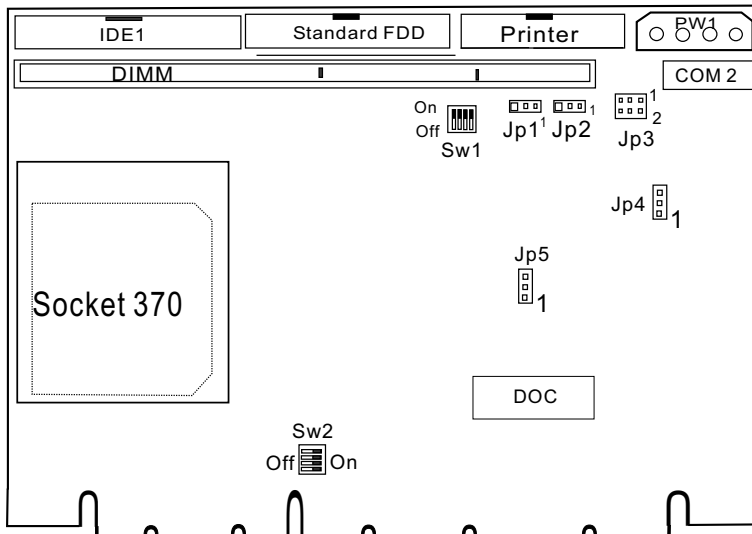 IDE1
Standard FDD
Printer
PW1
DIMM
COM 2
On
Off
Sw1
Jp1
1
Jp2
1
1
2
Jp3
Jp4
1
Jp5
1
Socket 370
DOC
Sw2
Off
On